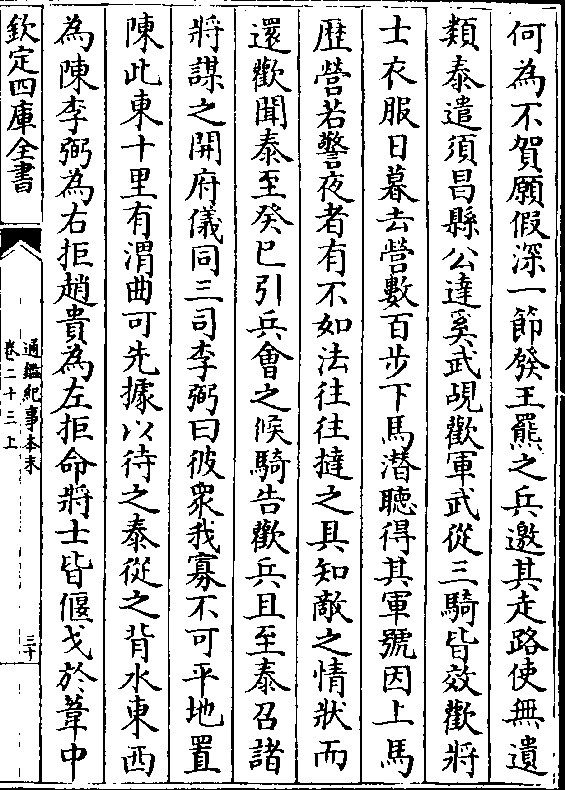 何為不賀願假深一節發王羆之兵邀其走路使無遺
類泰遣須昌縣公達奚武覘歡軍武從三騎皆效歡將
士衣服日暮去營數百步下馬潛聽得其軍號因上馬
歴營若警夜者有不如法往往撻之具知敵之情狀而
還歡聞泰至癸巳引兵會之候騎告歡兵且至泰召諸
將謀之開府儀同三司李弼曰彼衆我寡不可平地置
陳此東十里有渭曲可先據以待之泰從之背水東西
為陳李弼為右拒趙貴為左拒命將士皆偃戈於葦中
欽定四庫全書
通鑑紀事本末
卷二十三上
三十